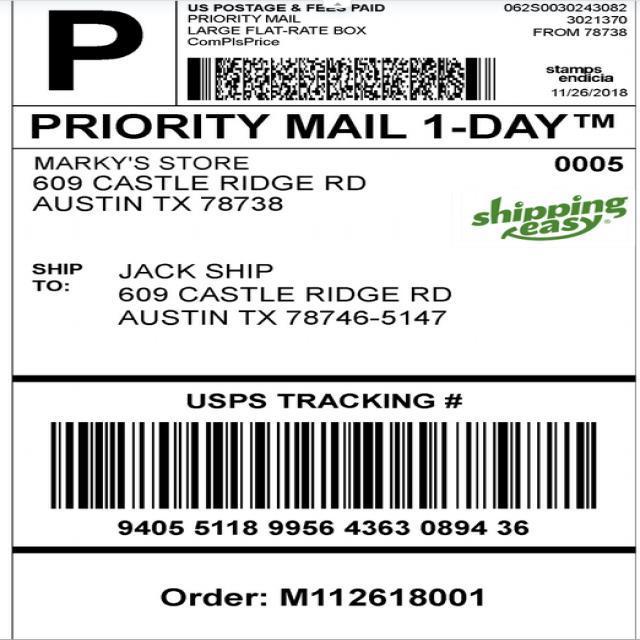 P
US POSTAGE & FEES PAID
PRIORITY MAIL
LARGE FLAT-RATE BOX
ComPlsPrice
062S0030243082
3021370
FROM 78738
stamps
endicia
11/26/2018
PRIORITY MAIL 1-DAY™
MARKY'S STORE
609 CASTLE RIDGE RD
AUSTIN TX 78738
0005
shipping
easy®
SHIP
TO:
JACK SHIP
609 CASTLE RIDGE RD
AUSTIN TX 78746-5147
USPS TRACKING #
9405 5118 9956 4363 0894 36
Order: M112618001